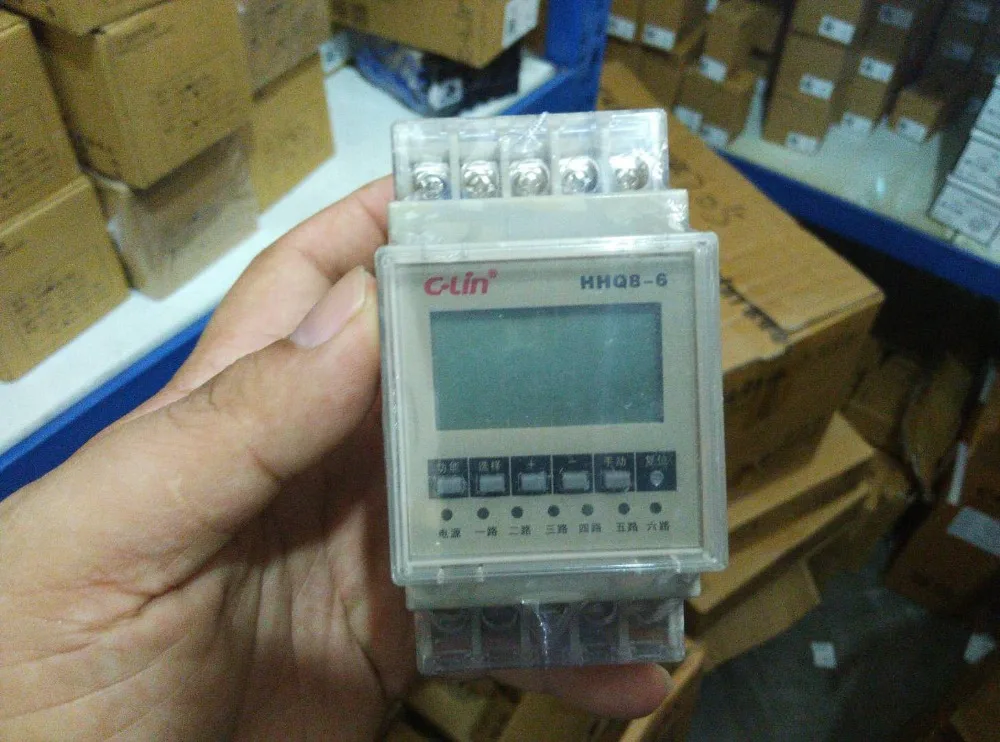 C-Lin® HHQ8-6
功能 选择 + − 手动 复位
电源 一路 二路 三路 四路 五路 六路